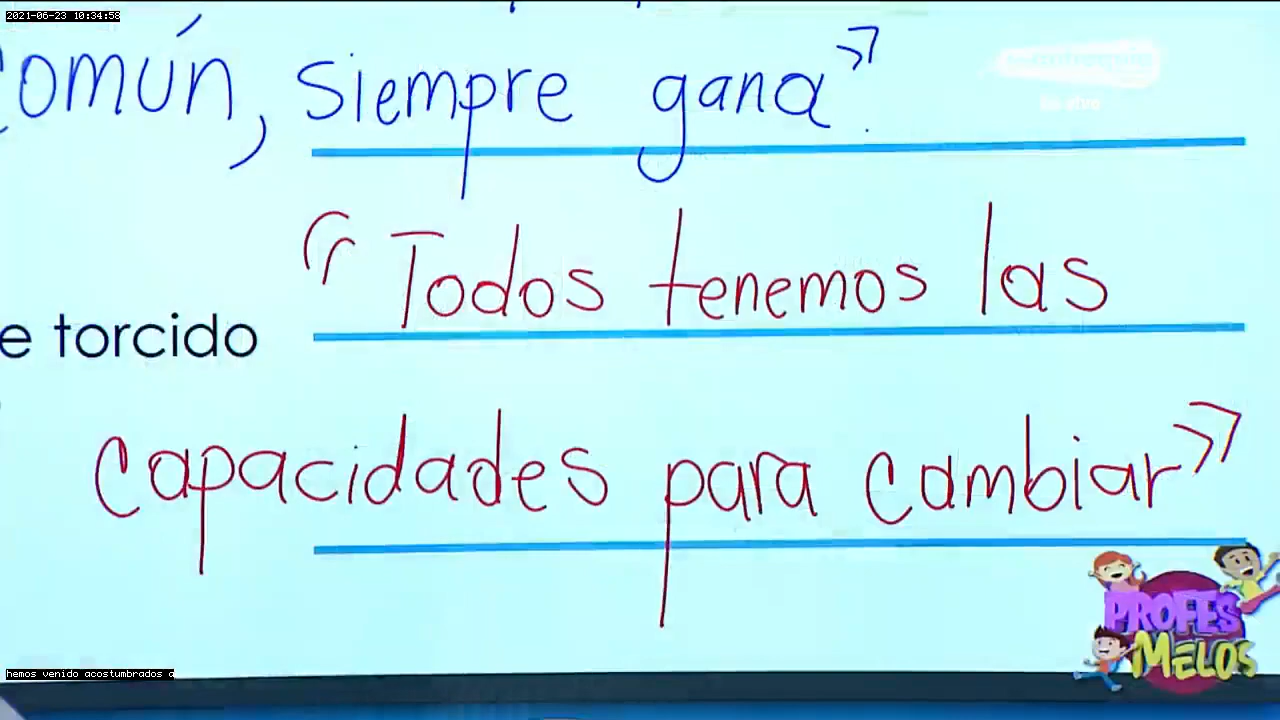 2021-06-23 10:34:58
común, siempre gana”.
“Todos tenemos las
e torcido
capacidades para cambiar”
PROFES
MELOS
hemos venido acostumbrados a